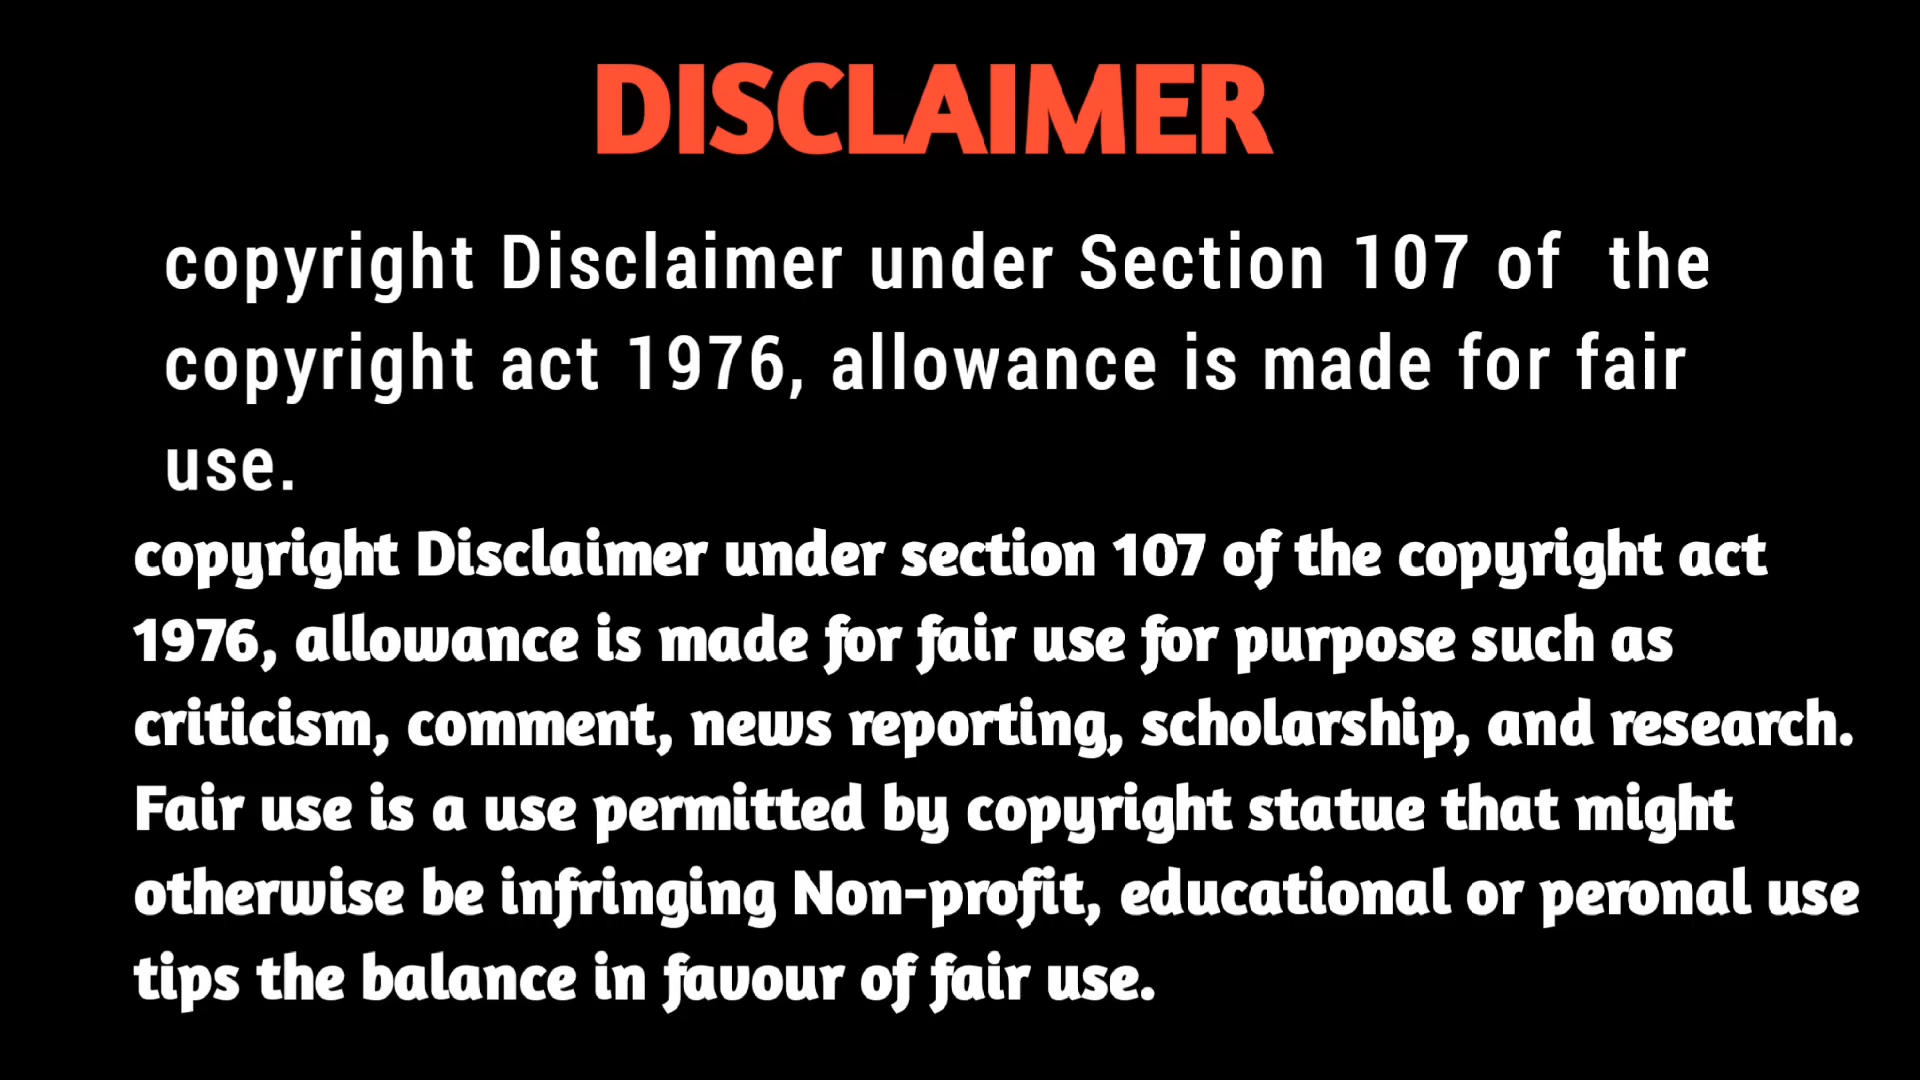 DISCLAIMER
copyright Disclaimer under Section 107 of the
copyright act 1976, allowance is made for fair
use.
copyright Disclaimer under section 107 of the copyright act
1976, allowance is made for fair use for purpose such as
criticism, comment, news reporting, scholarship, and research.
Fair use is a use permitted by copyright statue that might
otherwise be infringing Non-profit, educational or peronal use
tips the balance in favour of fair use.